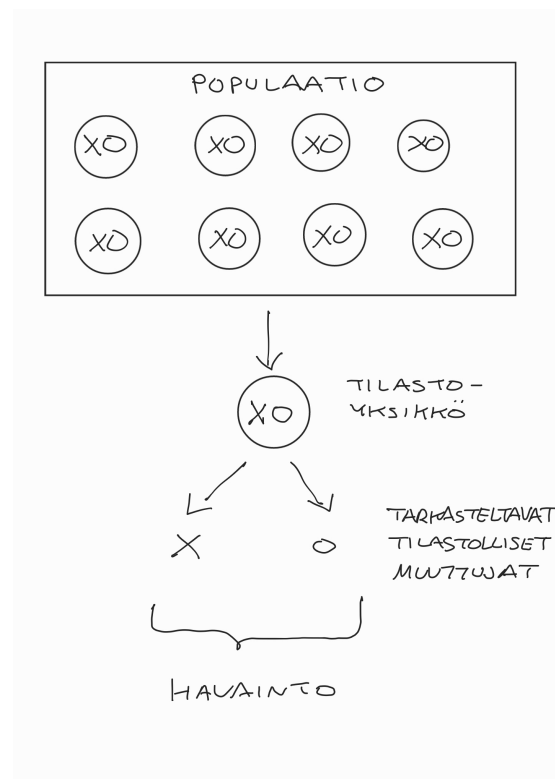 POPULAATIO
XO XO XO XO
XO XO XO XO
XO
TILASTO-
YKSIKKÖ
X O
TARKASTELTAVAT
TILASTOLLISET
MUUTTUJAT
HAVAINTO